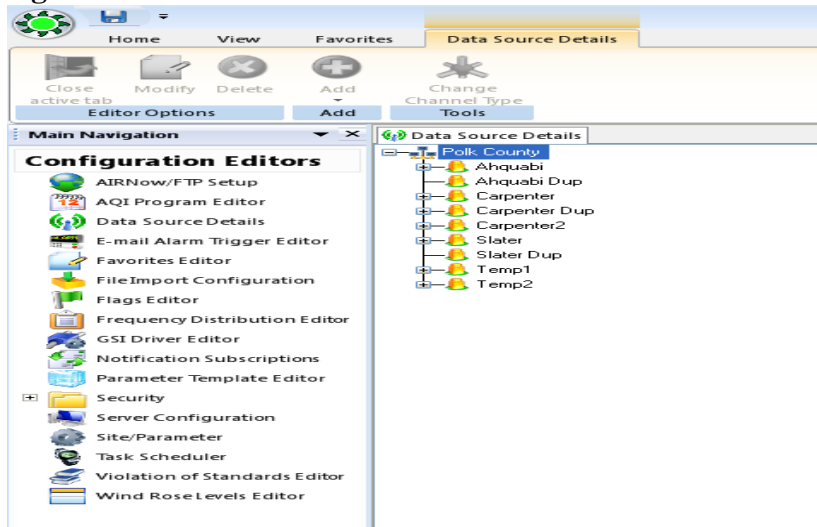 Home View Favorites Data Source Details
Close active tab Modify Delete Add Change Channel Type
Editor Options Add Tools
Main Navigation
Configuration Editors
AIRNow/FTP Setup
AQI Program Editor
Data Source Details
E-mail Alarm Trigger Editor
Favorites Editor
File Import Configuration
Flags Editor
Frequency Distribution Editor
GSI Driver Editor
Notification Subscriptions
Parameter Template Editor
Security
Server Configuration
Site/Parameter
Task Scheduler
Violation of Standards Editor
Wind Rose Levels Editor
Data Source Details
Polk County
Ahquabi
Ahquabi Dup
Carpenter
Carpenter Dup
Carpenter2
Slater
Slater Dup
Temp1
Temp2